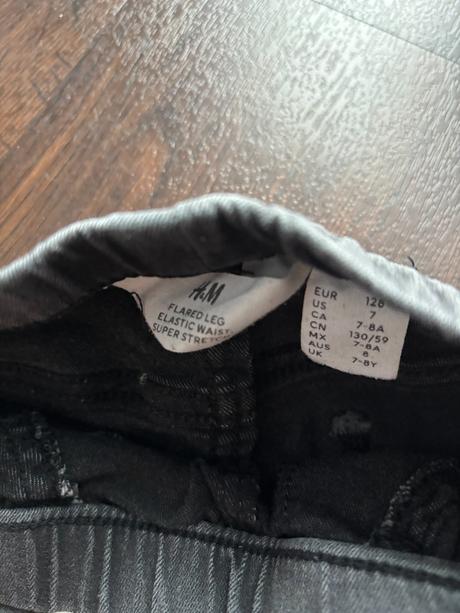 H&M
FLARED LEG
ELASTIC WAIST
SUPER STRETCH
EUR 128
US 7
CA 7-8A
CN 130/59
MX 7-8A
AUS 8
UK 7-8Y